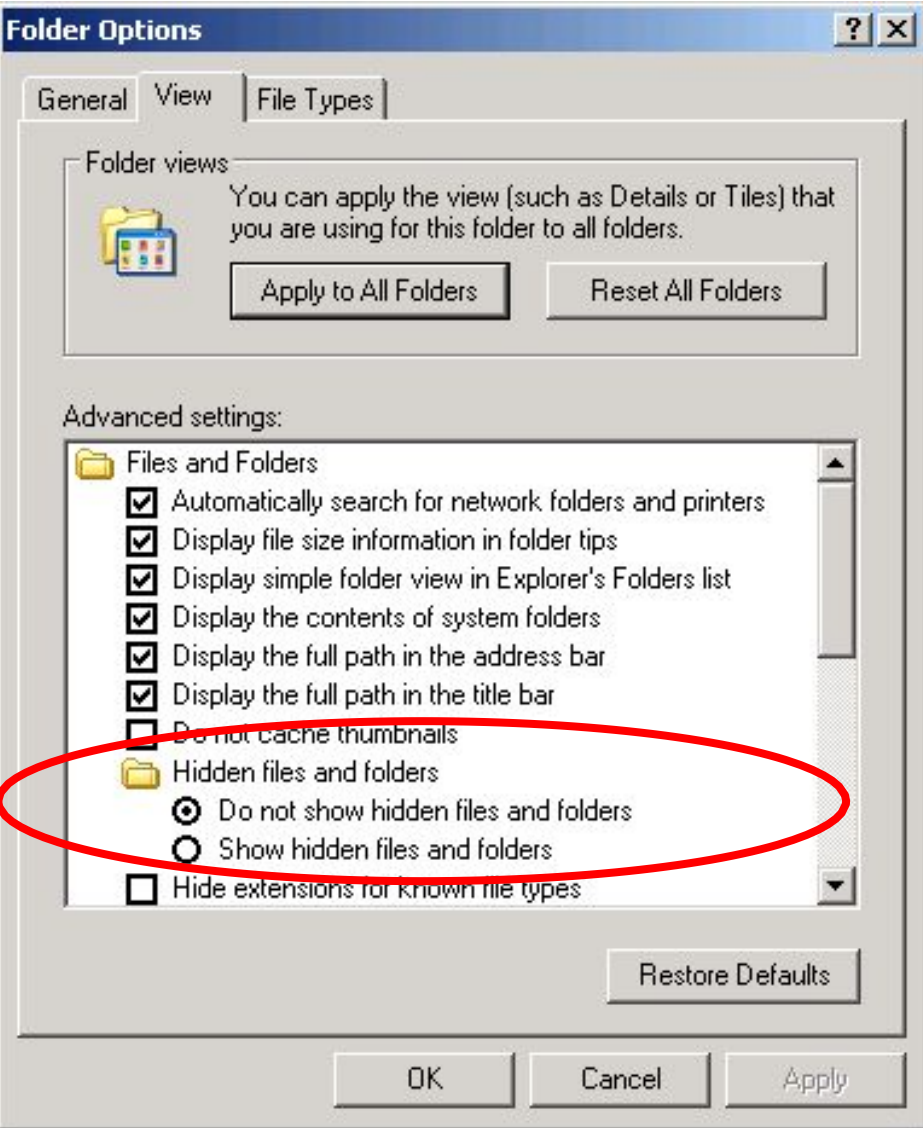 Folder Options
General View File Types
Folder views
You can apply the view (such as Details or Tiles) that
you are using for this folder to all folders.
Apply to All Folders Reset All Folders
Advanced settings:
Files and Folders
Automatically search for network folders and printers
Display file size information in folder tips
Display simple folder view in Explorer's Folders list
Display the contents of system folders
Display the full path in the address bar
Display the full path in the title bar
Do not cache thumbnails
Hidden files and folders
Do not show hidden files and folders
Show hidden files and folders
Hide extensions for known file types
Restore Defaults
OK Cancel Apply